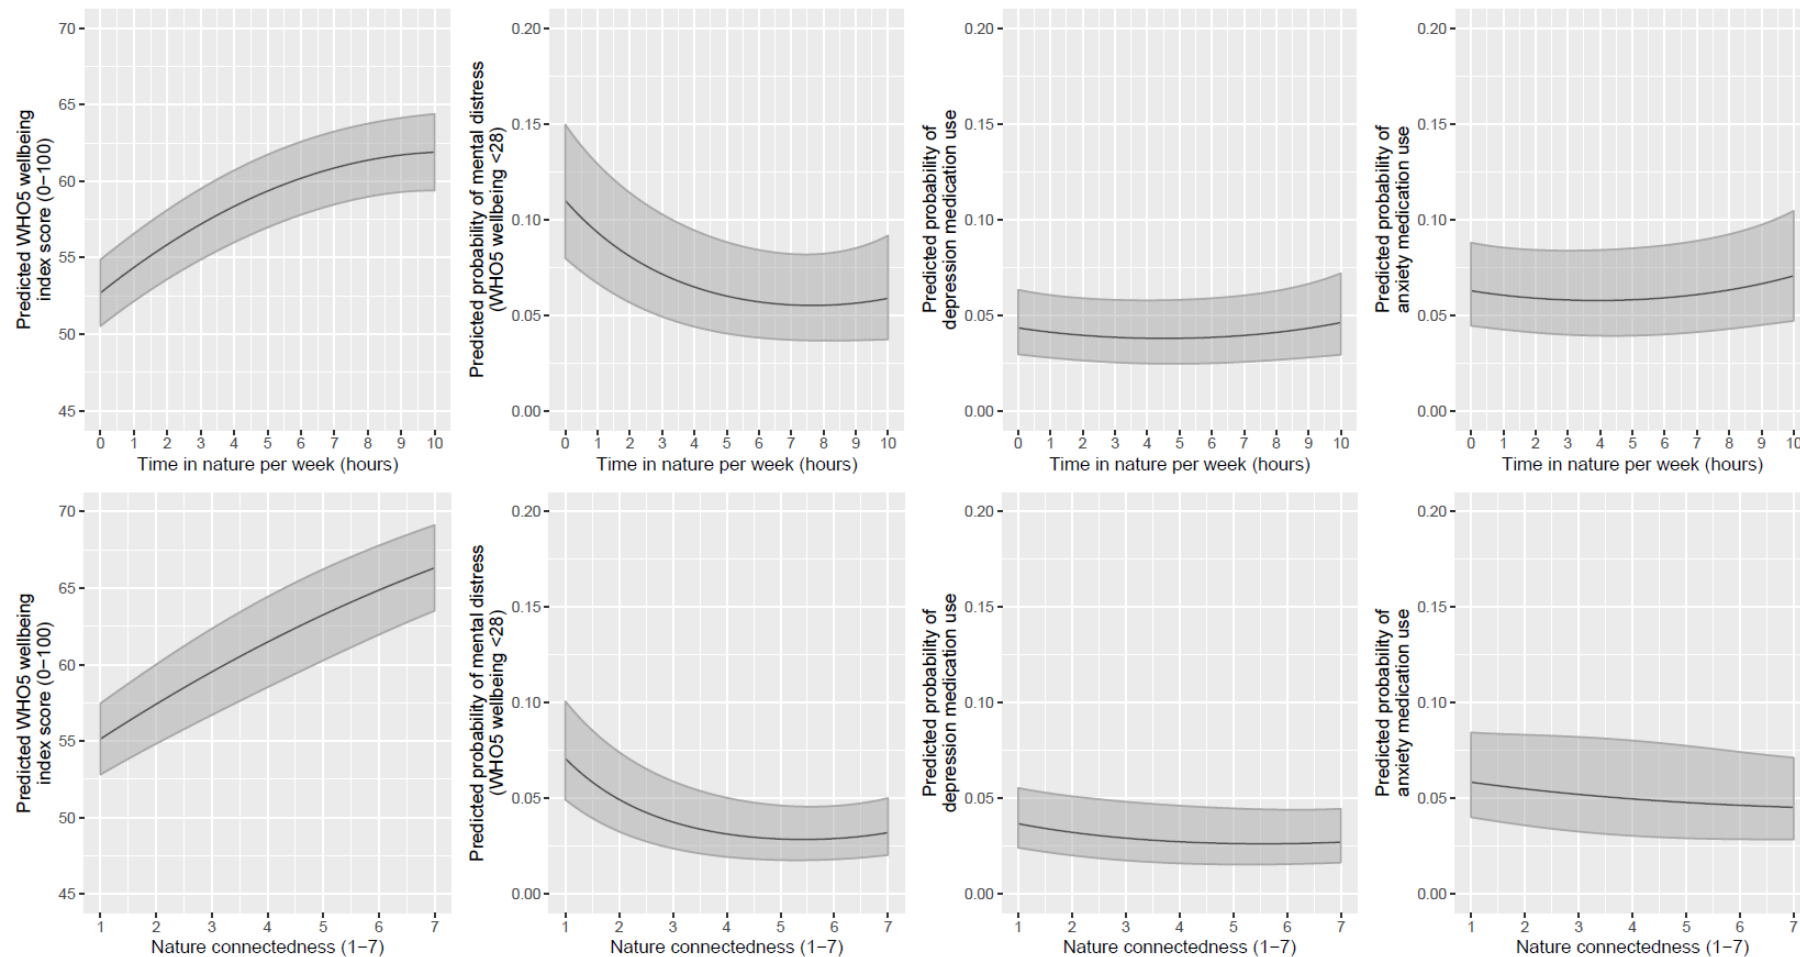 Predicted WHO5 wellbeing
index score (0−100)
70
65
60
55
50
45
0 1 2 3 4 5 6 7 8 9 10
Time in nature per week (hours)
Predicted probability of mental distress
(WHO5 wellbeing <28)
0.20
0.15
0.10
0.05
0.00
0 1 2 3 4 5 6 7 8 9 10
Time in nature per week (hours)
Predicted probability of
depression medication use
0.20
0.15
0.10
0.05
0.00
0 1 2 3 4 5 6 7 8 9 10
Time in nature per week (hours)
Predicted probability of
anxiety medication use
0.20
0.15
0.10
0.05
0.00
0 1 2 3 4 5 6 7 8 9 10
Time in nature per week (hours)
Predicted WHO5 wellbeing
index score (0−100)
70
65
60
55
50
45
1 2 3 4 5 6 7
Nature connectedness (1−7)
Predicted probability of mental distress
(WHO5 wellbeing <28)
0.20
0.15
0.10
0.05
0.00
1 2 3 4 5 6 7
Nature connectedness (1−7)
Predicted probability of
depression medication use
0.20
0.15
0.10
0.05
0.00
1 2 3 4 5 6 7
Nature connectedness (1−7)
Predicted probability of
anxiety medication use
0.20
0.15
0.10
0.05
0.00
1 2 3 4 5 6 7
Nature connectedness (1−7)